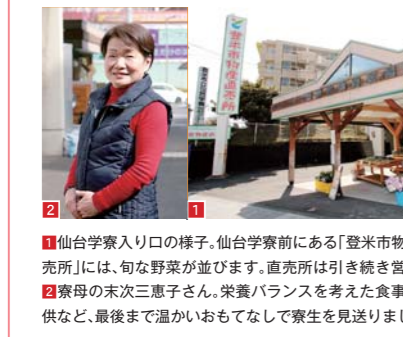 登米市物産直売所
2
1
1仙台学寮入り口の様子。仙台学寮前にある「登米市物
売所」には、旬な野菜が並びます。直売所は引き続き営
2寮母の末次三恵子さん。栄養バランスを考えた食事
供など、最後まで温かいおもてなしで寮生を見送りまし